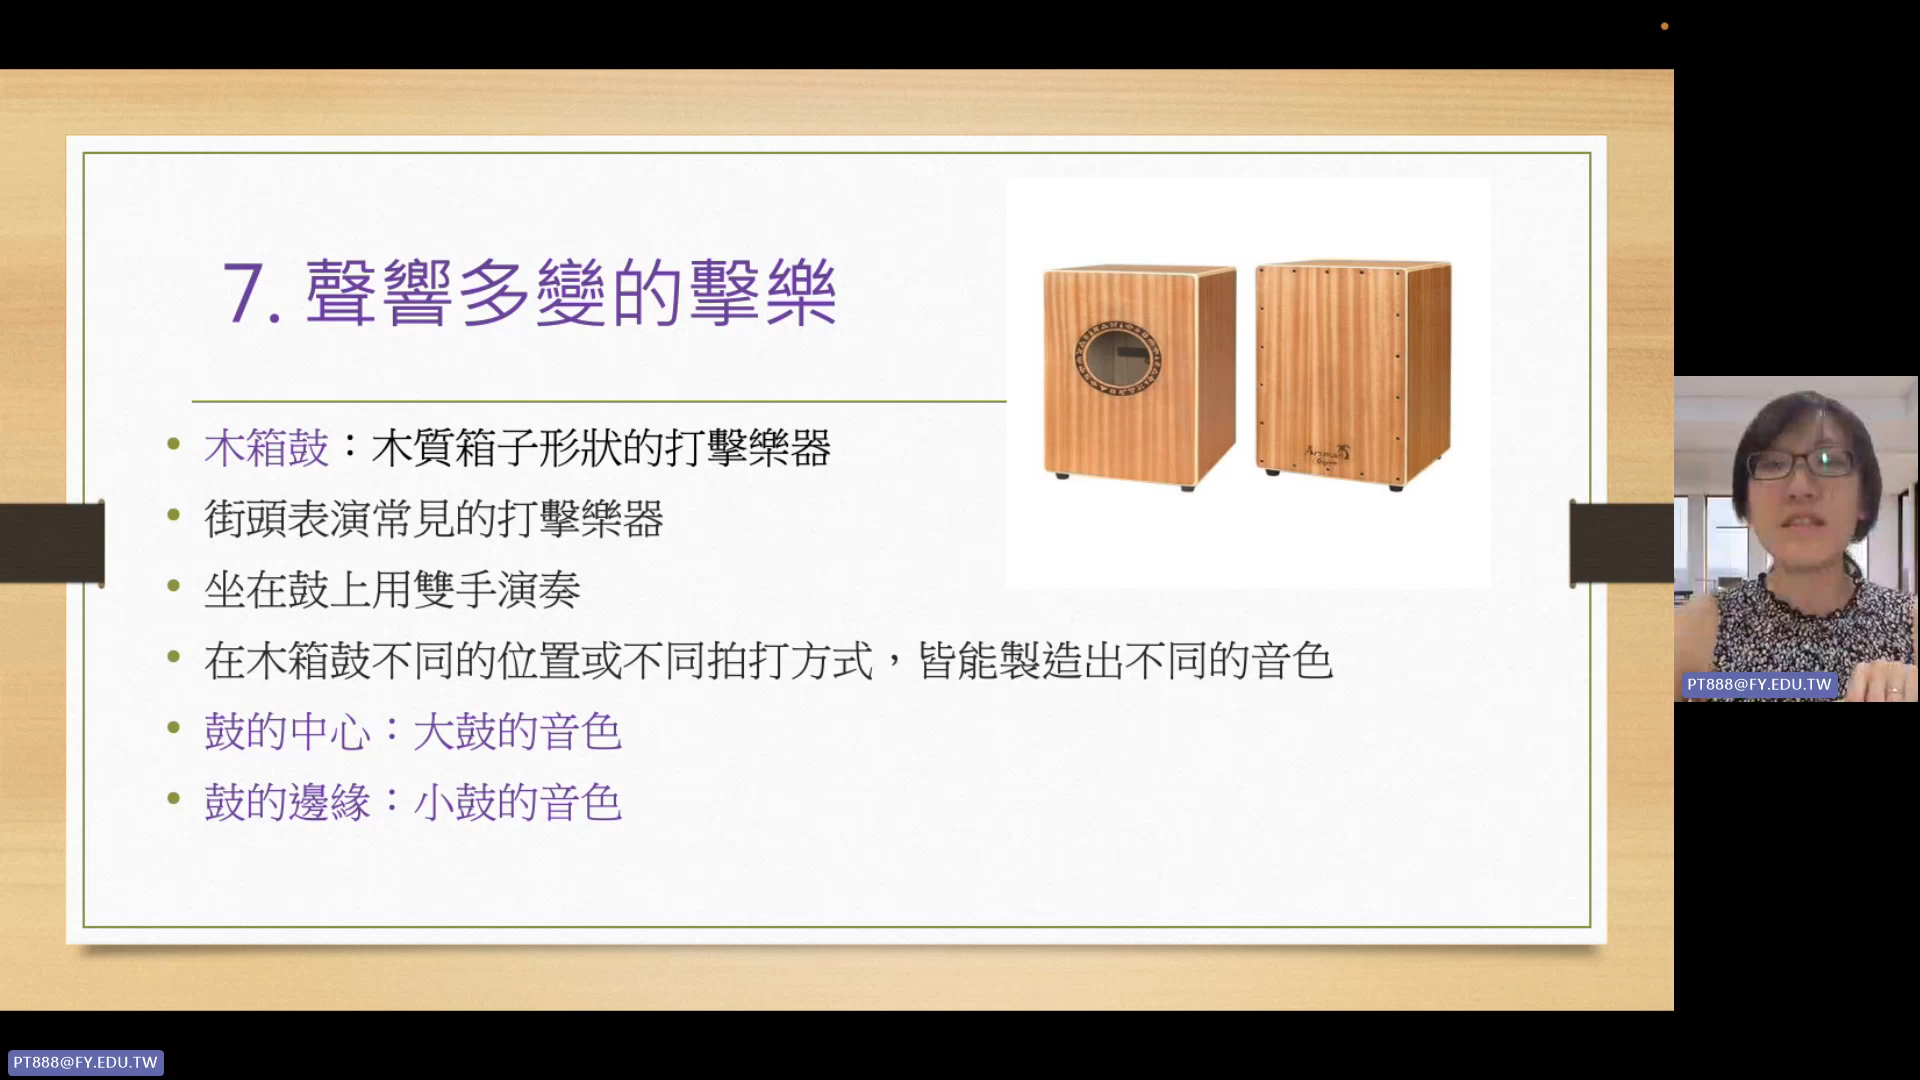 7. 聲響多變的擊樂
• 木箱鼓：木質箱子形狀的打擊樂器
• 街頭表演常見的打擊樂器
• 坐在鼓上用雙手演奏
• 在木箱鼓不同的位置或不同拍打方式，皆能製造出不同的音色
• 鼓的中心：大鼓的音色
• 鼓的邊緣：小鼓的音色
PT888@FY.EDU.TW
PT888@FY.EDU.TW